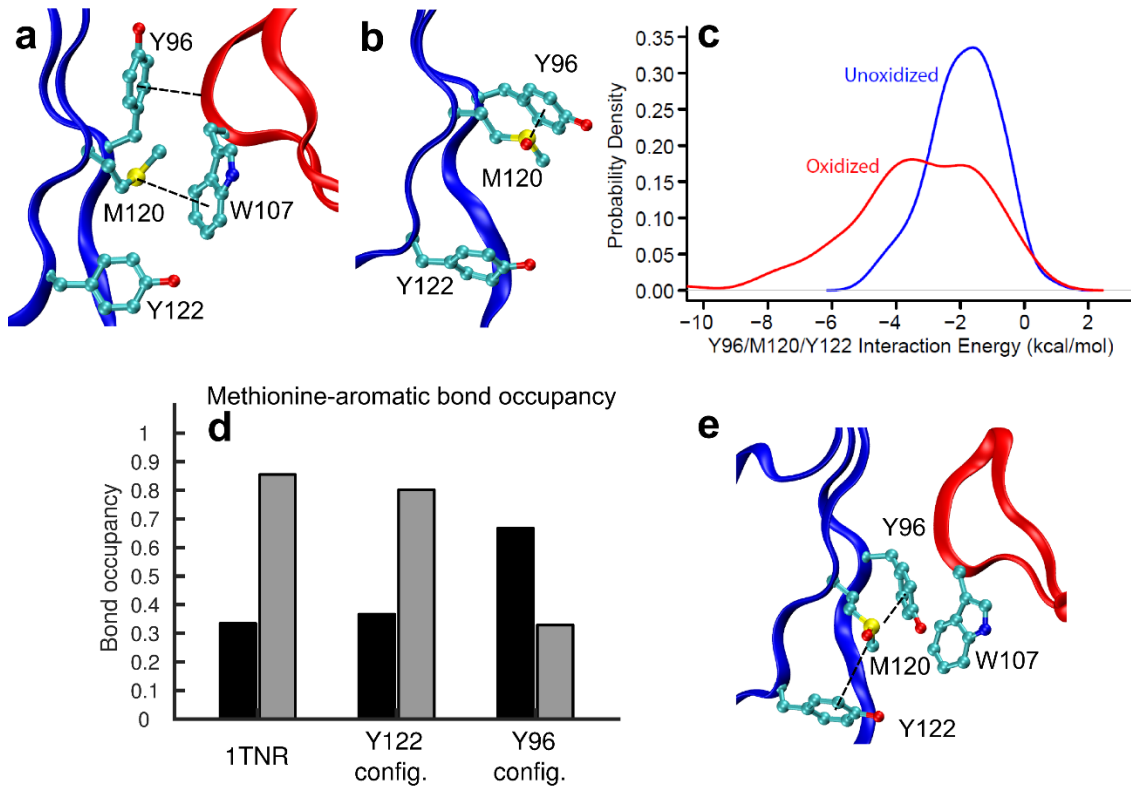 a
Y96
M120
W107
Y122
b
Y96
M120
Y122
c
Probability Density
0.35
0.30
0.25
0.20
0.15
0.10
0.05
0.00
Unoxidized
Oxidized
−10 −8 −6 −4 −2 0 2
Y96/M120/Y122 Interaction Energy (kcal/mol)
Methionine-aromatic bond occupancy
d
Bond occupancy
1
0.9
0.8
0.7
0.6
0.5
0.4
0.3
0.2
0.1
0
1TNR
Y122
config.
Y96
config.
e
Y96
M120
W107
Y122